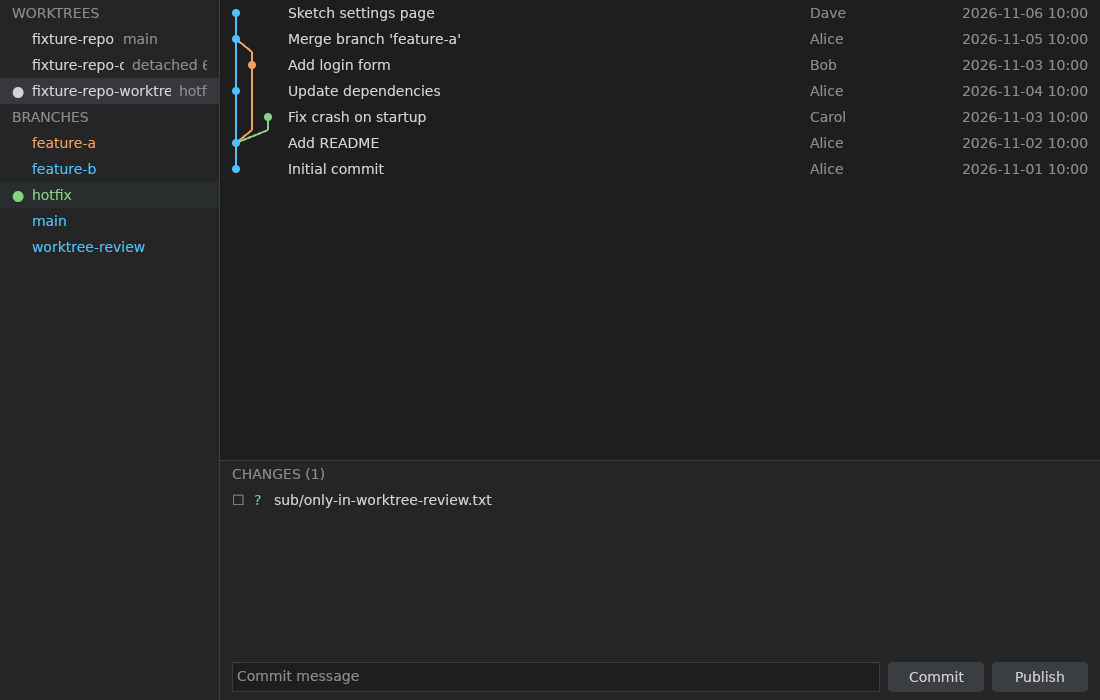 WORKTREES
fixture-repo main
fixture-repo-d detached
fixture-repo-worktre hotf
BRANCHES
feature-a
feature-b
hotfix
main
worktree-review
Sketch settings page Dave 2026-11-06 10:00
Merge branch 'feature-a' Alice 2026-11-05 10:00
Add login form Bob 2026-11-03 10:00
Update dependencies Alice 2026-11-04 10:00
Fix crash on startup Carol 2026-11-03 10:00
Add README Alice 2026-11-02 10:00
Initial commit Alice 2026-11-01 10:00
CHANGES (1)
? sub/only-in-worktree-review.txt
Commit message
Commit
Publish